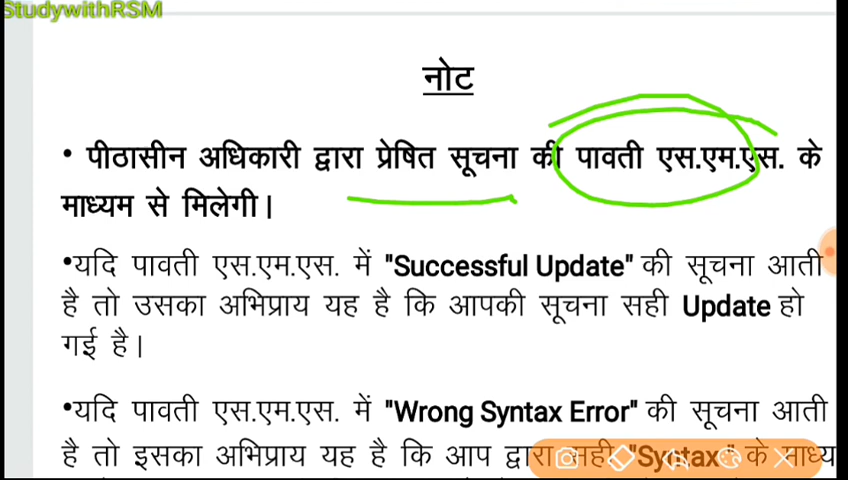 StudywithRSM
नोट
• पीठासीन अधिकारी द्वारा प्रेषित सूचना की पावती एस.एम.एस. के
माध्यम से मिलेगी।
•यदि पावती एस.एम.एस. में "Successful Update" की सूचना आती
है तो उसका अभिप्राय यह है कि आपकी सूचना सही Update हो
गई है।
•यदि पावती एस.एम.एस. में "Wrong Syntax Error" की सूचना आती
है तो इसका अभिप्राय यह है कि आप द्वारा सही "Syntax" के माध्य